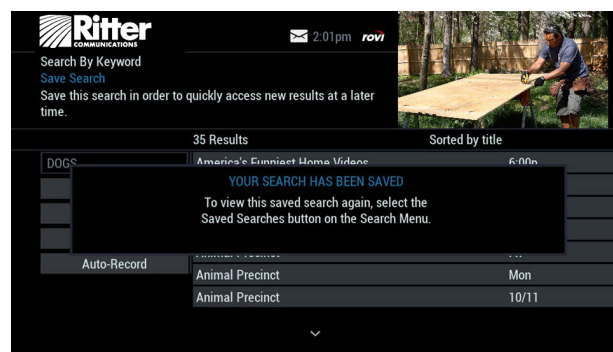 Ritter
COMMUNICATIONS
2:01pm rovi
Search By Keyword
Save Search
Save this search in order to quickly access new results at a later
time.
35 Results Sorted by title
DOGS America's Funniest Home Videos 6:00p
YOUR SEARCH HAS BEEN SAVED
To view this saved search again, select the
Saved Searches button on the Search Menu.
Auto-Record
Animal Precinct Mon
Animal Precinct 10/11